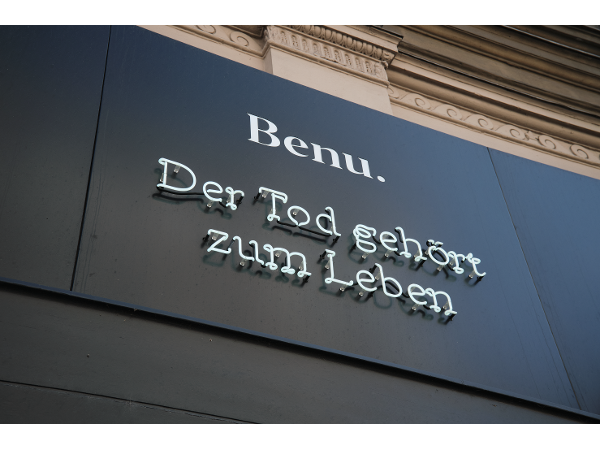 Benu.
Der Tod gehört
zum Leben